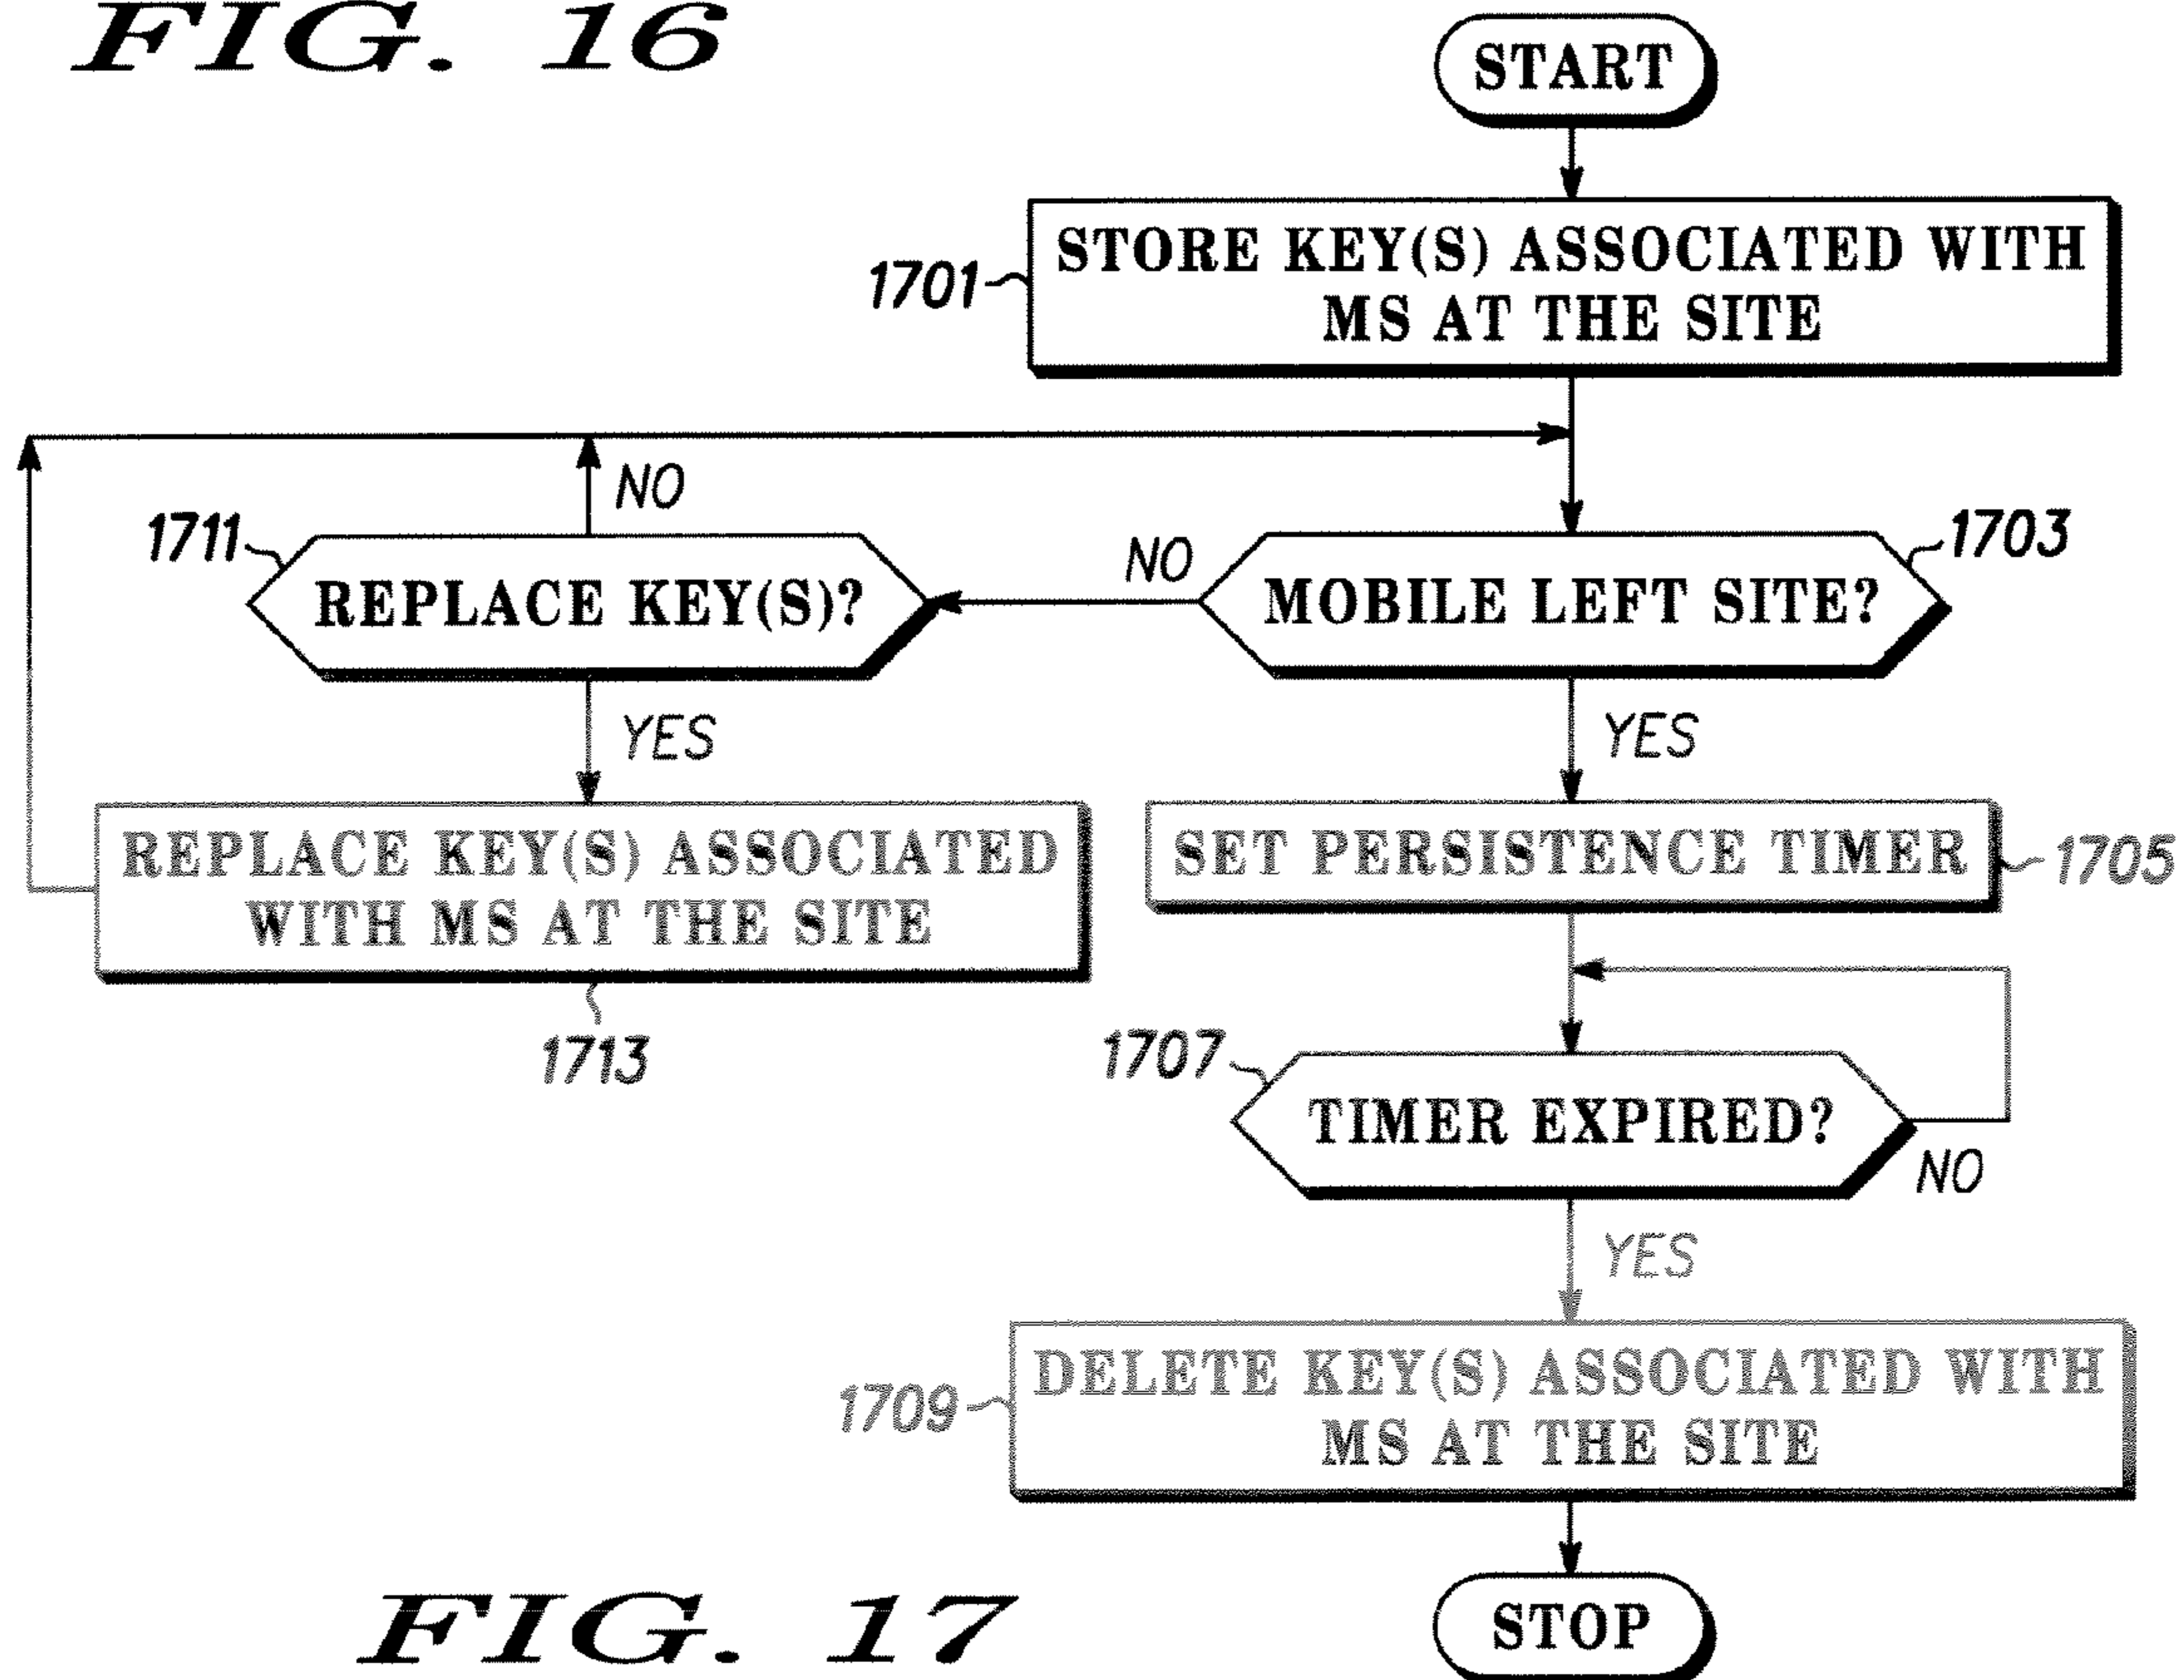 FIG. 16
START
1701
STORE KEY(S) ASSOCIATED WITH
MS AT THE SITE
NO
1711
REPLACE KEY(S)?
NO
MOBILE LEFT SITE?
1703
YES
YES
REPLACE KEY(S) ASSOCIATED
WITH MS AT THE SITE
1713
SET PERSISTENCE TIMER
1705
1707
TIMER EXPIRED?
NO
YES
1709
DELETE KEY(S) ASSOCIATED WITH
MS AT THE SITE
STOP
FIG. 17